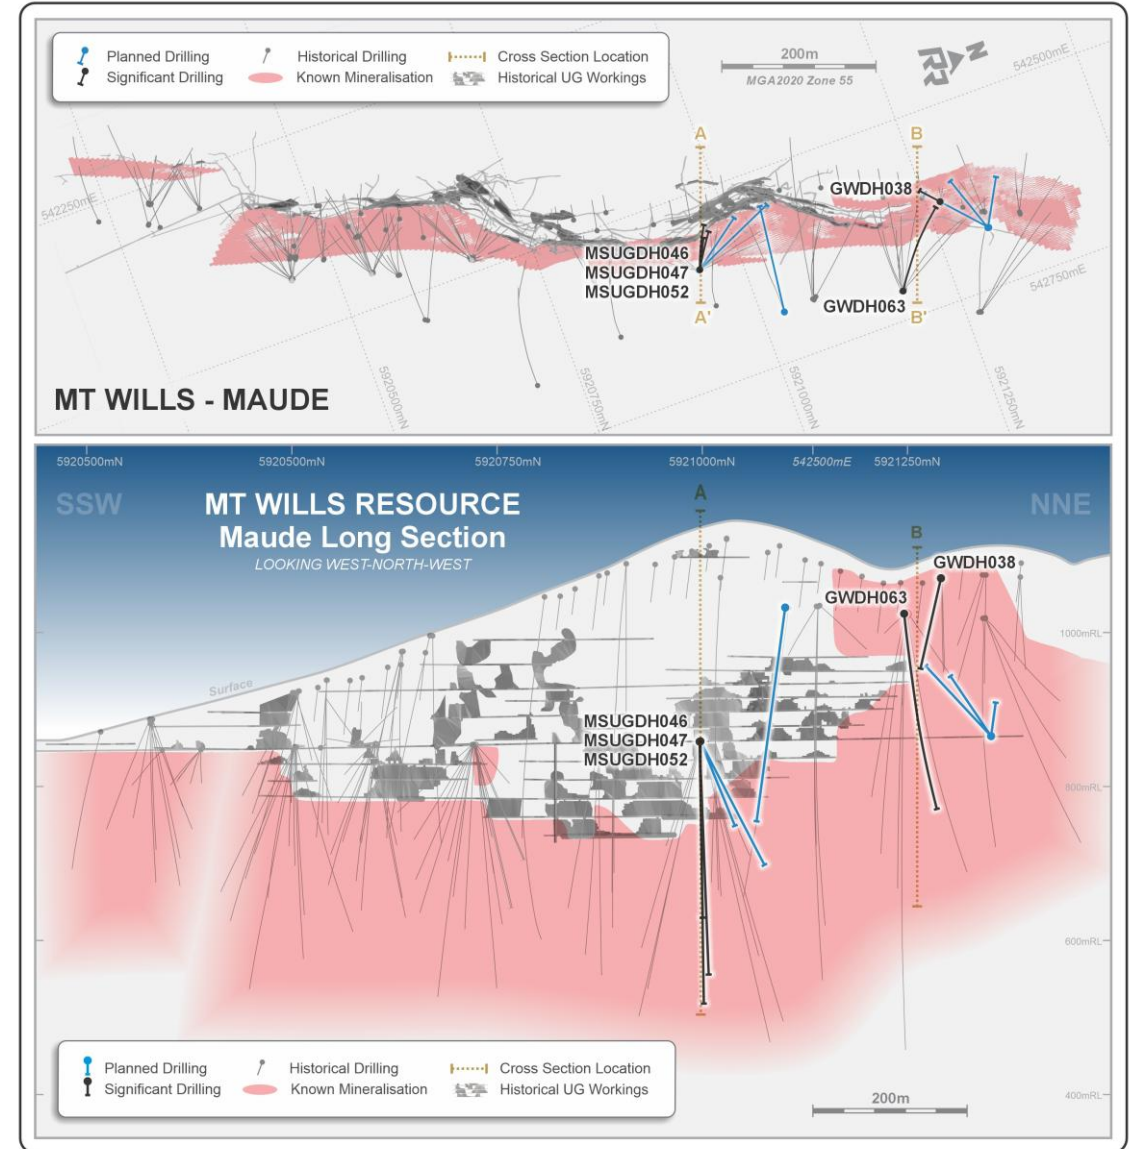 Planned Drilling
Historical Drilling
Cross Section Location
Significant Drilling
Known Mineralisation
Historical UG Workings
200m
MGA2020 Zone 55
N
542500mE
A
B
GWDH038
542250mE
MSUGDH046
MSUGDH047
MSUGDH052
542750mE
GWDH063
A'
B'
MT WILLS - MAUDE
5920500mN
5920750mN
5921000mN
5921250mN
5920500mN
5920500mN
5920750mN
5921000mN
542500mE
5921250mN
SSW
MT WILLS RESOURCE
A
NNE
Maude Long Section
B
LOOKING WEST-NORTH-WEST
GWDH038
GWDH063
1000mRL
Surface
MSUGDH046
MSUGDH047
MSUGDH052
800mRL
600mRL
Planned Drilling
Historical Drilling
Cross Section Location
Significant Drilling
Known Mineralisation
Historical UG Workings
200m
400mRL